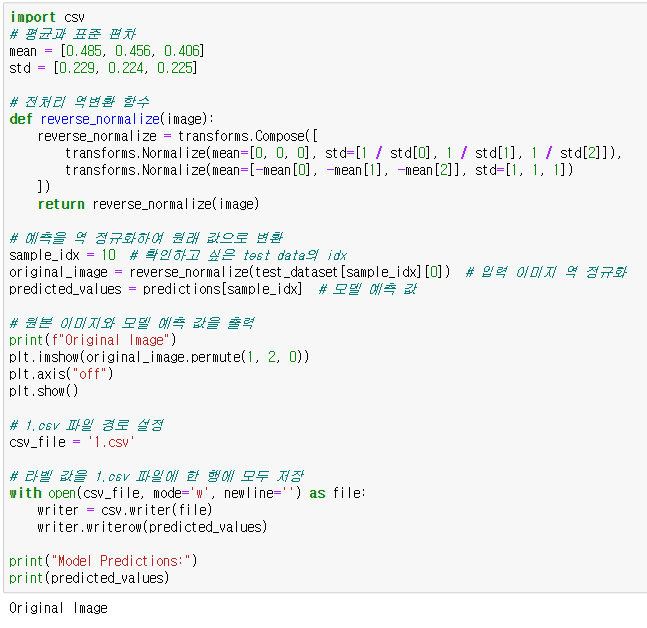 import csv
# 평균과 표준 편차
mean = [0.485, 0.456, 0.406]
std = [0.229, 0.224, 0.225]
# 전처리 역변환 함수
def reverse_normalize(image):
    reverse_normalize = transforms.Compose([
        transforms.Normalize(mean=[0, 0, 0], std=[1 / std[0], 1 / std[1], 1 / std[2]]),
        transforms.Normalize(mean=[-mean[0], -mean[1], -mean[2]], std=[1, 1, 1])
    ])
    return reverse_normalize(image)
# 예측을 역 정규화하여 원래 값으로 변환
sample_idx = 10  # 확인하고 싶은 test data의 idx
original_image = reverse_normalize(test_dataset[sample_idx][0])  # 입력 이미지 역 정규화
predicted_values = predictions[sample_idx]  # 모델 예측 값
# 원본 이미지와 모델 예측 값을 출력
print(f"Original Image")
plt.imshow(original_image.permute(1, 2, 0))
plt.axis("off")
plt.show()
# 1.csv 파일 경로 설정
csv_file = '1.csv'
# 라벨 값을 1.csv 파일에 한 행에 모두 저장
with open(csv_file, mode='w', newline='') as file:
    writer = csv.writer(file)
    writer.writerow(predicted_values)
print("Model Predictions:")
print(predicted_values)
Original Image